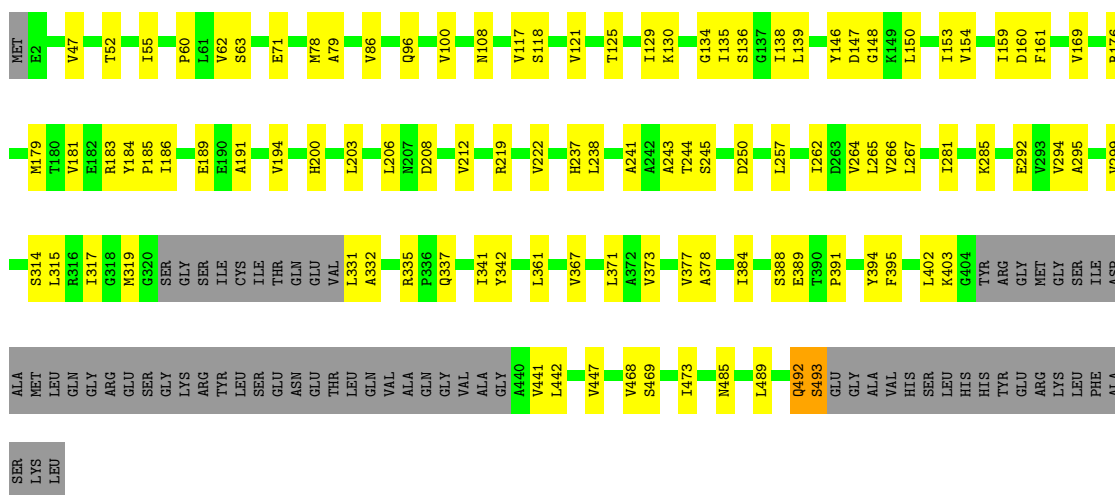 MET E2 V47 T52 I55 P60 L61 V62 S63 E71 M78 A79 V86 Q96 V100 N108 V117 S118 V121 T125 I129 K130 G134 I135 S136 G137 I138 L139 Y146 D147 G148 K149 L150 I153 V154 I159 D160 F161 V169
M179 T180 V181 E182 R183 Y184 P185 I186 E189 E190 A191 V194 H200 L203 L206 N207 D208 V212 R219 V222 H237 L238 A241 A242 A243 T244 S245 D250 L257 I262 D263 V264 L265 V266 L267 I281 K285 E292 V293 V294 A295 V299
S314 L315 R316 I317 G318 M319 G320 SER GLY SER ILE CYS ILE THR GLN GLU VAL L331 A332 R335 P336 Q337 I341 Y342 L361 V367 L371 A372 V373 V377 A378 I384 S388 E389 T390 P391 Y394 F395 L402 K403 G404 TYR ARG GLY MET GLY SER ILE ASP
ALA MET LEU GLN GLY ARG GLU SER GLY LYS ARG TYR LEU SER GLU ASN GLU THR LEU GLN VAL ALA GLN GLY VAL ALA GLY A440 V441 L442 V447 V468 S469 I473 N485 L489 Q492 S493 GLU GLY ALA VAL HIS SER LEU HIS HIS TYR GLU ARG LYS LEU PHE ALA
SER LYS LEU